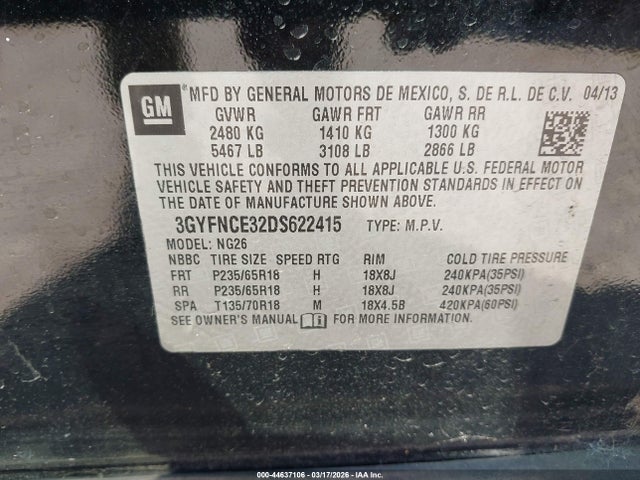 GM MFD BY GENERAL MOTORS DE MEXICO, S. DE R.L. DE C.V. 04/13
GVWR GAWR FRT GAWR RR
2480 KG 1410 KG 1300 KG
5467 LB 3108 LB 2866 LB
THIS VEHICLE CONFORMS TO ALL APPLICABLE U.S. FEDERAL MOTOR
VEHICLE SAFETY AND THEFT PREVENTION STANDARDS IN EFFECT ON
THE DATE OF MANUFACTURE SHOWN ABOVE.
3GYFNCE32DS622415 TYPE: M.P.V.
MODEL: NG26
NBBC TIRE SIZE SPEED RTG RIM COLD TIRE PRESSURE
FRT P235/65R18 H 18X8J 240KPA(35PSI)
RR P235/65R18 H 18X8J 240KPA(35PSI)
SPA T135/70R18 M 18X4.5B 420KPA(60PSI)
SEE OWNER'S MANUAL FOR MORE INFORMATION.
000-44637106 - 03/17/2026 - IAA Inc.